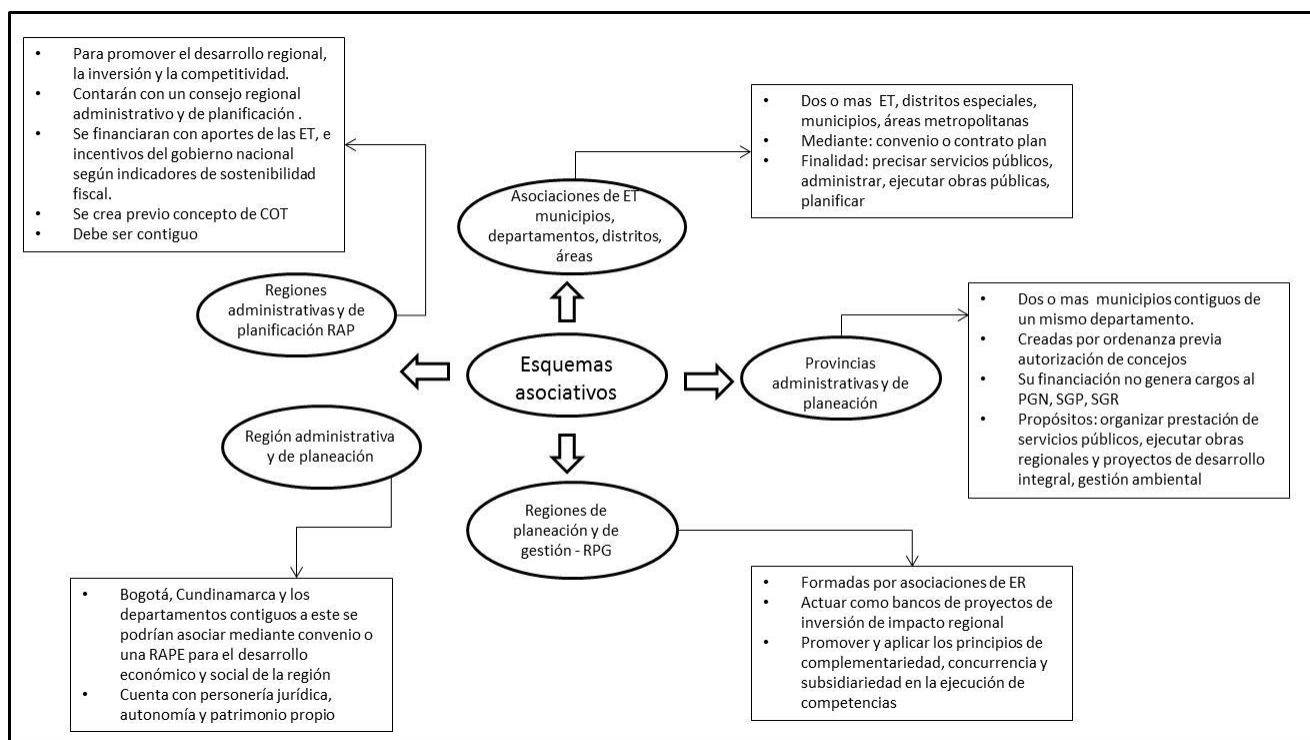 • Para promover el desarrollo regional,
la inversión y la competitividad.
• Contarán con un consejo regional
administrativo y de planificación .
• Se financiaran con aportes de las ET, e
incentivos del gobierno nacional
según indicadores de sostenibilidad
fiscal.
• Se crea previo concepto de COT
• Debe ser contiguo
Asociaciones de ET
municipios,
departamentos, distritos,
áreas
• Dos o mas ET, distritos especiales,
municipios, áreas metropolitanas
• Mediante: convenio o contrato plan
• Finalidad: precisar servicios públicos,
administrar, ejecutar obras públicas,
planificar
Regiones
administrativas y de
planificación RAP
Esquemas
asociativos
Provincias
administrativas y de
planeación
• Dos o mas municipios contiguos de
un mismo departamento.
• Creadas por ordenanza previa
autorización de concejos
• Su financiación no genera cargos al
PGN, SGP, SGR
• Propósitos: organizar prestación de
servicios públicos, ejecutar obras
regionales y proyectos de desarrollo
integral, gestión ambiental
Región administrativa
y de planeación
Regiones de
planeación y de
gestión - RPG
• Bogotá, Cundinamarca y los
departamentos contiguos a este se
podrían asociar mediante convenio o
una RAPE para el desarrollo
económico y social de la región
• Cuenta con personería jurídica,
autonomía y patrimonio propio
• Formadas por asociaciones de ER
• Actuar como bancos de proyectos de
inversión de impacto regional
• Promover y aplicar los principios de
complementariedad, concurrencia y
subsidiariedad en la ejecución de
competencias